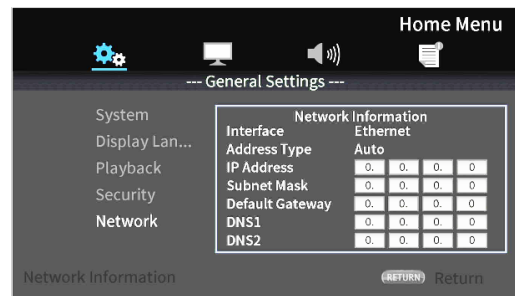 Home Menu
--- General Settings ---
System
Display Lan...
Playback
Security
Network
Network Information
Interface Ethernet
Address Type Auto
IP Address 0. 0. 0. 0
Subnet Mask 0. 0. 0. 0
Default Gateway 0. 0. 0. 0
DNS1 0. 0. 0. 0
DNS2 0. 0. 0. 0
Network Information RETURN Return